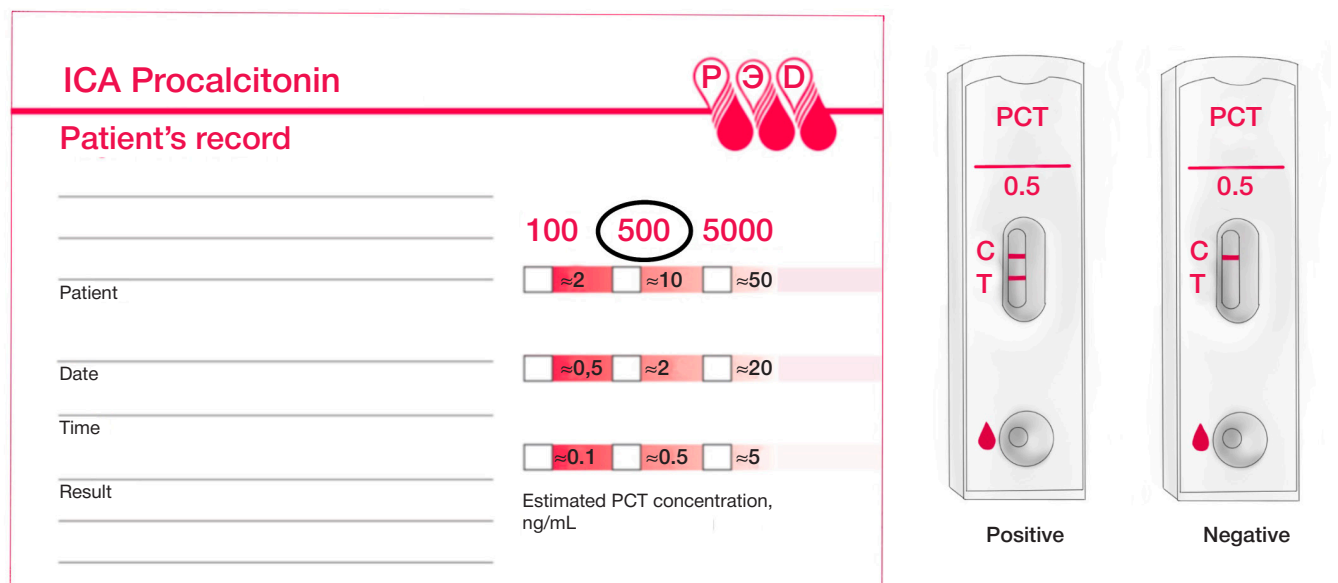 ICA Procalcitonin
РЭD
Patient's record
100 500 5000
≈2 ≈10 ≈50
Patient
≈0,5 ≈2 ≈20
Date
Time
≈0.1 ≈0.5 ≈5
Result
Estimated PCT concentration,
ng/mL
PCT
0.5
C
T
Positive
PCT
0.5
C
T
Negative